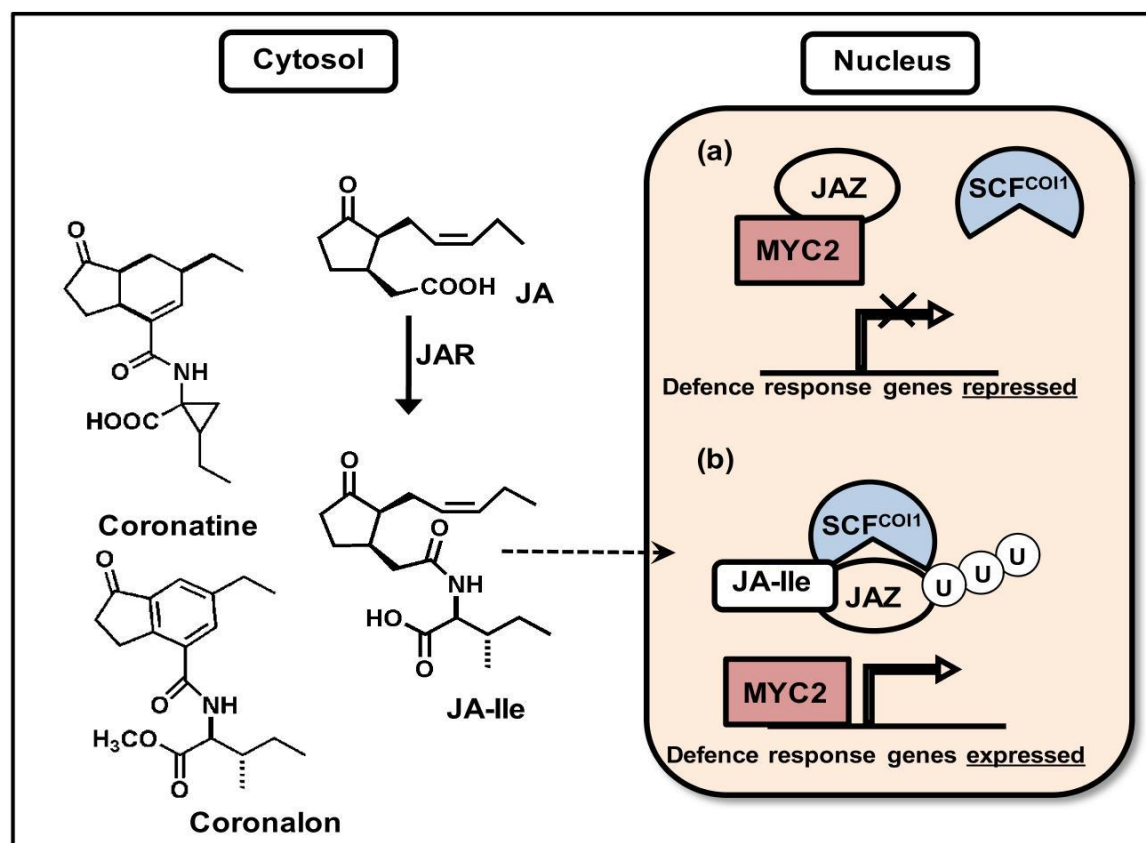 Cytosol
O
O
COOH
JA
O
NH
HOOC
Coronatine
JAR
O
O
HN
HO
O
JA-Ile
O
O
NH
H₃CO
O
Coronalon
Nucleus
(a)
JAZ
MYC2
SCFCOI1
Defence response genes repressed
(b)
SCFCOI1
JA-Ile
JAZ
U
U
U
MYC2
Defence response genes expressed